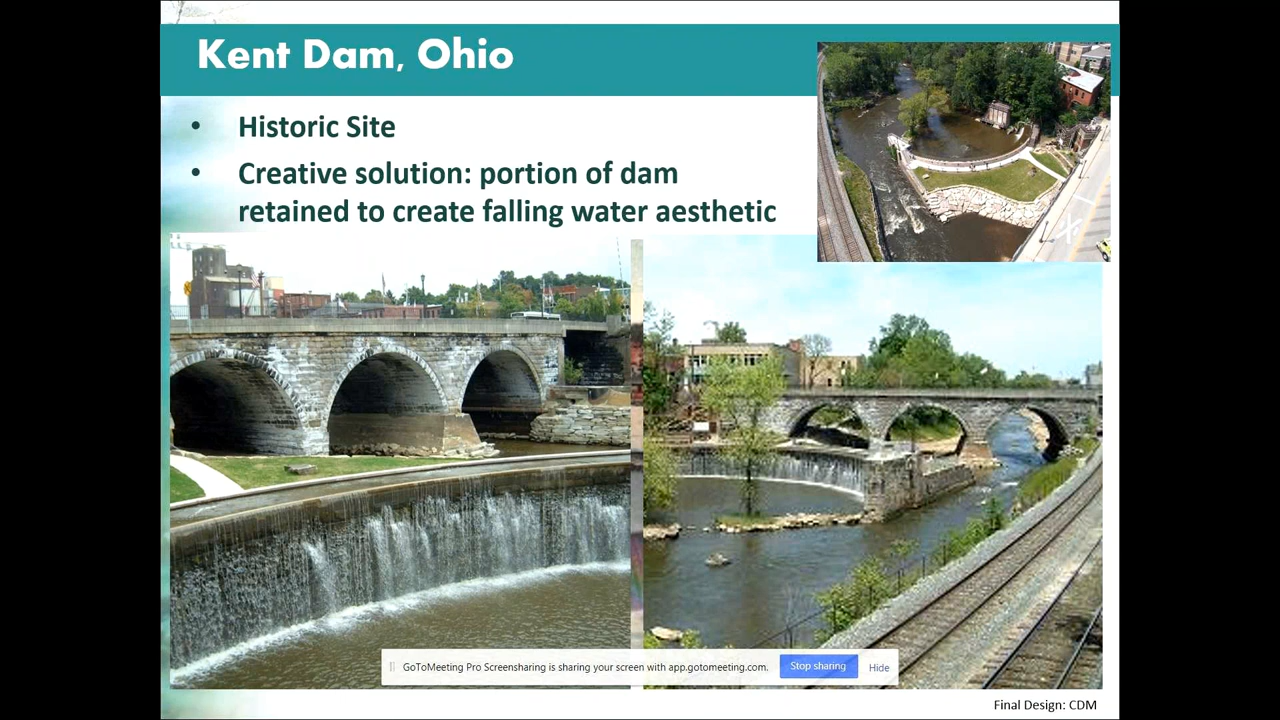 Kent Dam, Ohio
• Historic Site
• Creative solution: portion of dam
retained to create falling water aesthetic
GoToMeeting Pro Screensharing is sharing your screen with app.gotomeeting.com. Stop sharing Hide
Final Design: CDM